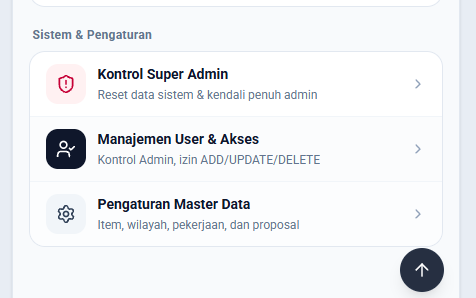 Sistem & Pengaturan
Kontrol Super Admin
Reset data sistem & kendali penuh admin
Manajemen User & Akses
Kontrol Admin, izin ADD/UPDATE/DELETE
Pengaturan Master Data
Item, wilayah, pekerjaan, dan proposal